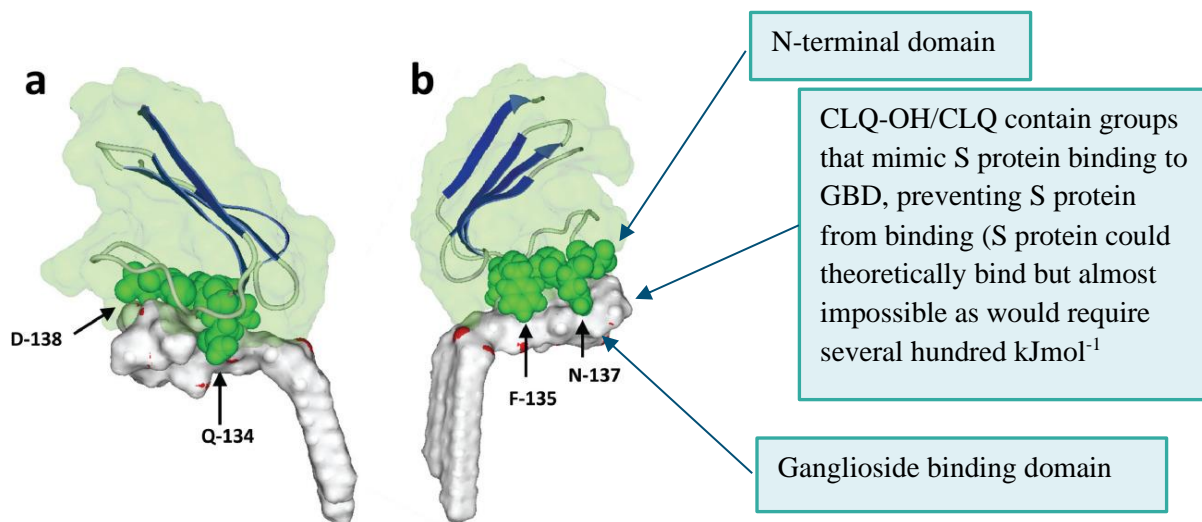 a
b
D-138
Q-134
F-135
N-137
N-terminal domain
CLQ-OH/CLQ contain groups
that mimic S protein binding to
GBD, preventing S protein
from binding (S protein could
theoretically bind but almost
impossible as would require
several hundred kJmol⁻¹
Ganglioside binding domain